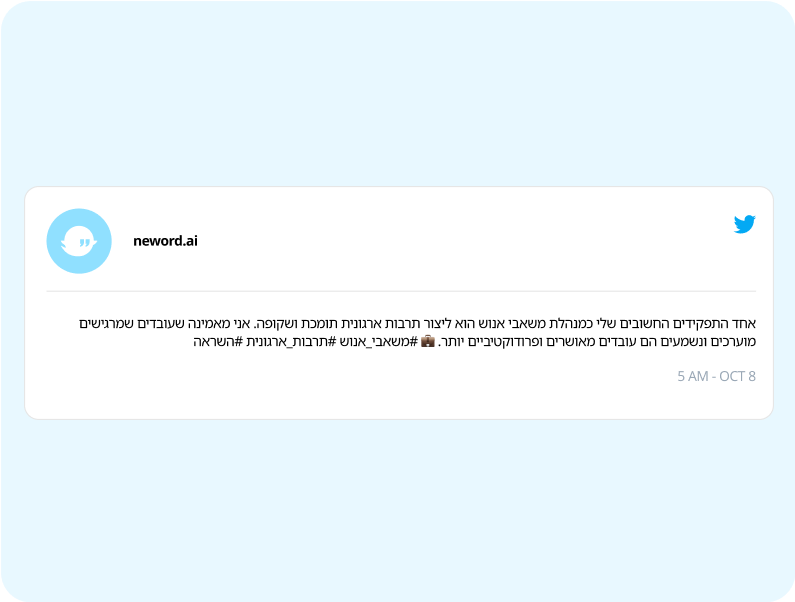 neword.ai
אחד התפקידים החשובים שלי כמנהלת משאבי אנוש הוא ליצור תרבות ארגונית תומכת ושקופה. אני מאמינה שעובדים שמרגישים
מוערכים ונשמעים הם עובדים מאושרים ופרודוקטיביים יותר. 💼 #משאבי_אנוש #תרבות_ארגונית #השראה
5 AM - OCT 8